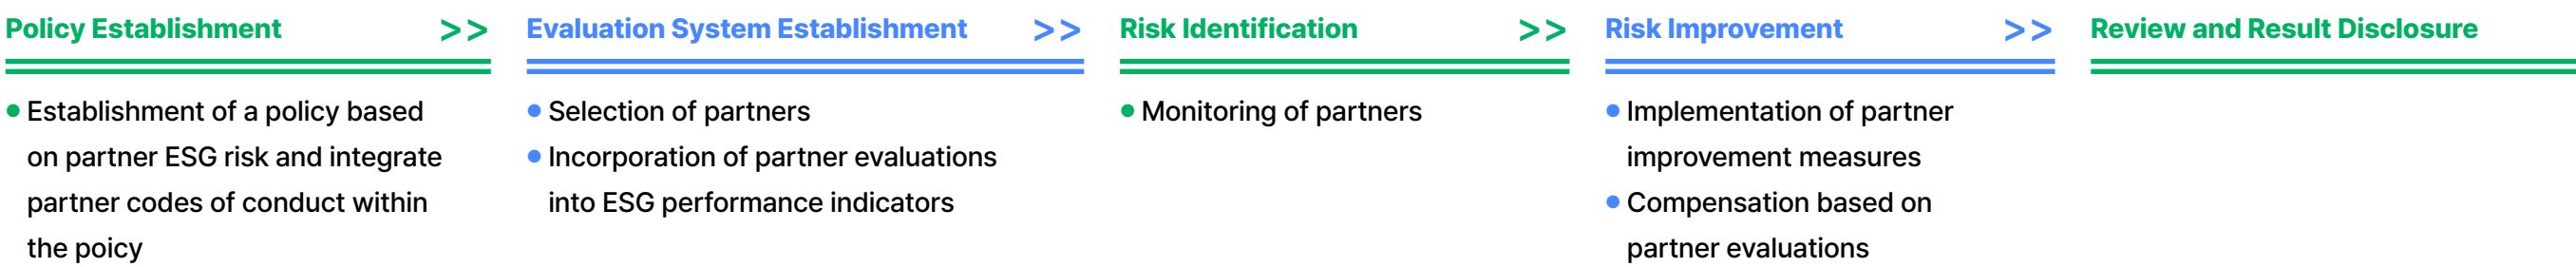 Policy Establishment >>
Establishment of a policy based
on partner ESG risk and integrate
partner codes of conduct within
the poicy
Evaluation System Establishment >>
Selection of partners
Incorporation of partner evaluations
into ESG performance indicators
Risk Identification >>
Monitoring of partners
Risk Improvement >>
Implementation of partner
improvement measures
Compensation based on
partner evaluations
Review and Result Disclosure